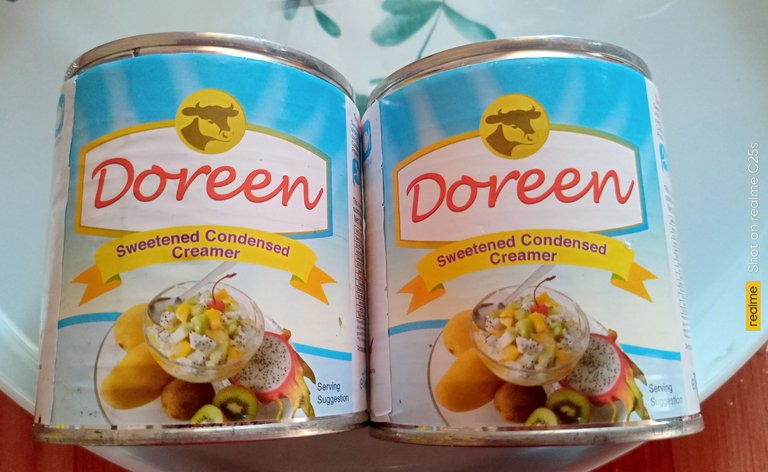 Doreen
Sweetened Condensed
Creamer
Serving
Suggestion
Doreen
Sweetened Condensed
Creamer
Serving
Suggestion
realme Shot on realme C25s